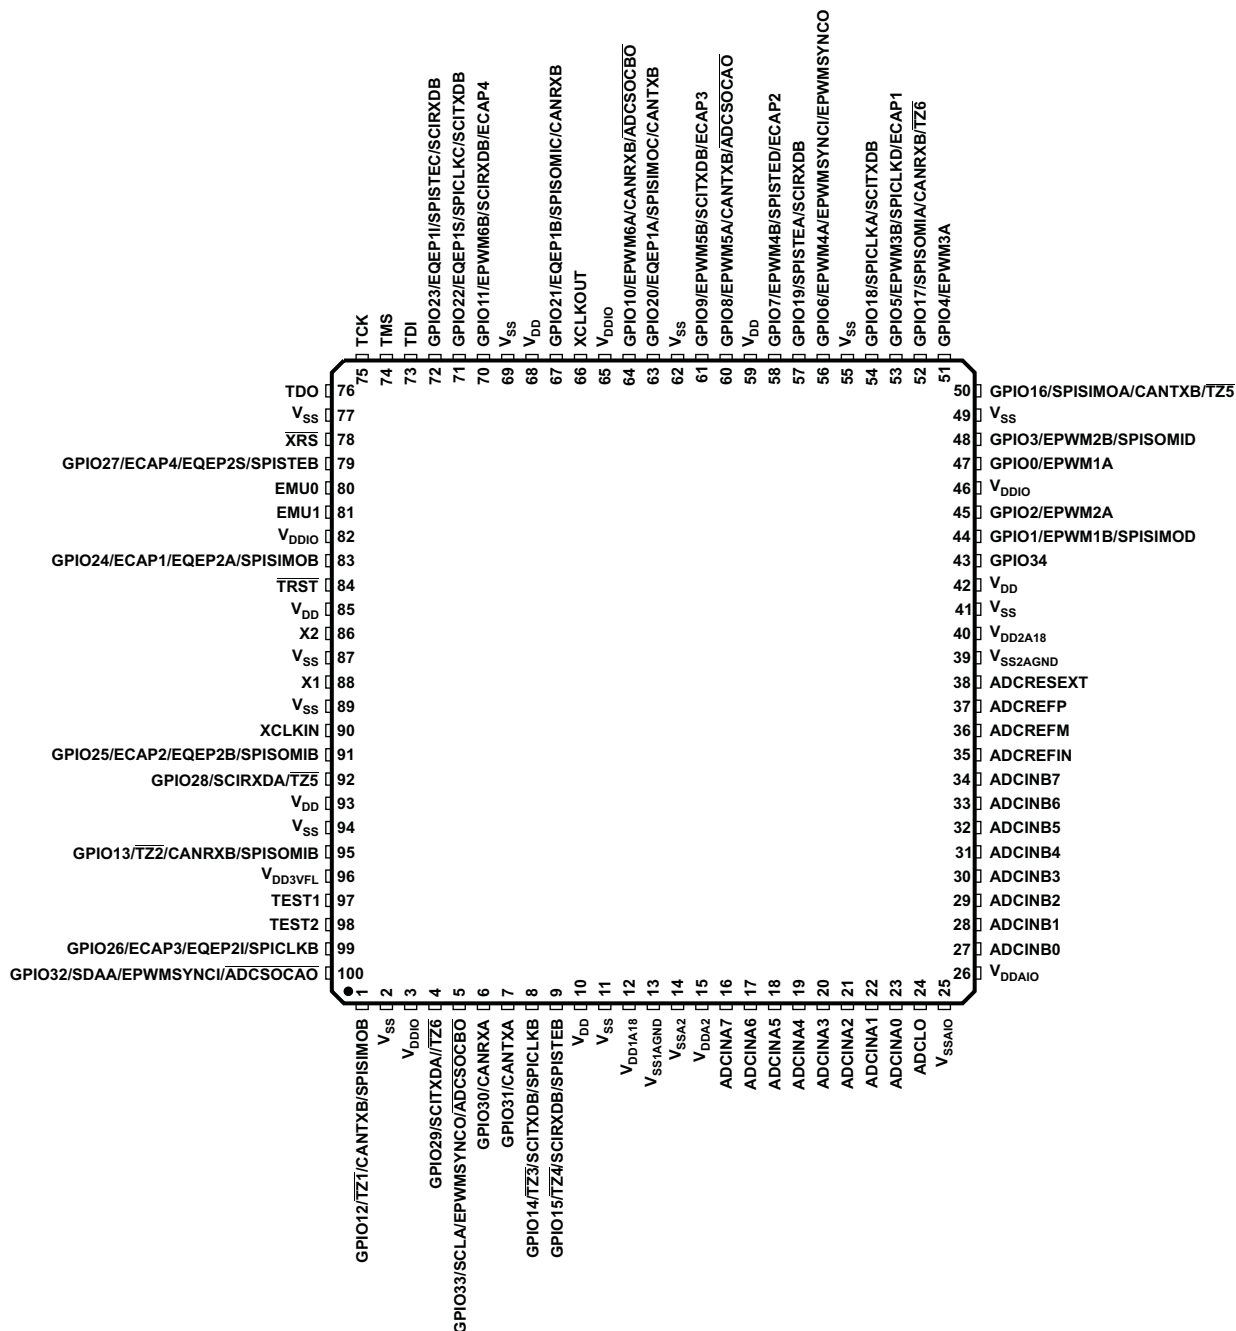 TCK
TMS
TDI
GPIO23/EQEP1I/SPISTEC/SCIRXDB
GPIO22/EQEP1S/SPICLKC/SCITXDB
GPIO11/EPWM6B/SCIRXDB/ECAP4
VSS
VDD
GPIO21/EQEP1B/SPISOMIC/CANRXB
XCLKOUT
VDDIO
GPIO10/EPWM6A/CANRXB/ADCSOCBO
GPIO20/EQEP1A/SPISIMOC/CANTXB
VSS
GPIO9/EPWM5B/SCITXDB/ECAP3
GPIO8/EPWM5A/CANTXB/ADCSOCAO
VDD
GPIO7/EPWM4B/SPISTED/ECAP2
GPIO19/SPISTEA/SCIRXDB
GPIO6/EPWM4A/EPWMSYNCI/EPWMSYNCO
VSS
GPIO18/SPICLKA/SCITXDB
GPIO5/EPWM3B/SPICLKD/ECAP1
GPIO17/SPISOMIA/CANRXB/TZ6
GPIO4/EPWM3A
75
74
73
72
71
70
69
68
67
66
65
64
63
62
61
60
59
58
57
56
55
54
53
52
51
TDO 76
VSS 77
XRS 78
GPIO27/ECAP4/EQEP2S/SPISTEB 79
EMU0 80
EMU1 81
VDDIO 82
GPIO24/ECAP1/EQEP2A/SPISIMOB 83
TRST 84
VDD 85
X2 86
VSS 87
X1 88
VSS 89
XCLKIN 90
GPIO25/ECAP2/EQEP2B/SPISOMIB 91
GPIO28/SCIRXDA/TZ5 92
VDD 93
VSS 94
GPIO13/TZ2/CANRXB/SPISOMIB 95
VDD3VFL 96
TEST1 97
TEST2 98
GPIO26/ECAP3/EQEP2I/SPICLKB 99
GPIO32/SDAA/EPWMSYNCI/ADCSOCAO 100
50 GPIO16/SPISIMOA/CANTXB/TZ5
49 VSS
48 GPIO3/EPWM2B/SPISOMID
47 GPIO0/EPWM1A
46 VDDIO
45 GPIO2/EPWM2A
44 GPIO1/EPWM1B/SPISIMOD
43 GPIO34
42 VDD
41 VSS
40 VDD2A18
39 VSS2AGND
38 ADCRESEXT
37 ADCREFP
36 ADCREFM
35 ADCREFIN
34 ADCINB7
33 ADCINB6
32 ADCINB5
31 ADCINB4
30 ADCINB3
29 ADCINB2
28 ADCINB1
27 ADCINB0
26 VDDAIO
1
2
3
4
5
6
7
8
9
10
11
12
13
14
15
16
17
18
19
20
21
22
23
24
25
GPIO12/TZ1/CANTXB/SPISIMOB
VSS
VDDIO
GPIO29/SCITXDA//TZ6
GPIO33/SCLA/EPWMSYNCO/ADCSOCBO
GPIO30/CANRXA
GPIO31/CANTXA
GPIO14/TZ3/SCITXDB/SPICLKB
GPIO15/TZ4/SCIRXDB/SPISTEB
VDD
VSS
VDD1A18
VSS1AGND
VSSA2
VDDA2
ADCINA7
ADCINA6
ADCINA5
ADCINA4
ADCINA3
ADCINA2
ADCINA1
ADCINA0
ADCLO
VSSAIO